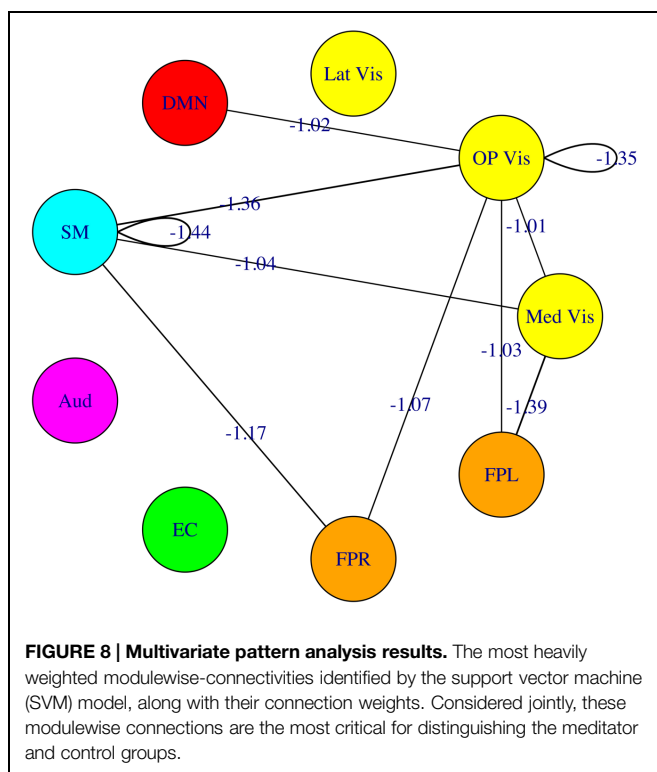 Lat Vis
DMN
-1.02
OP Vis
-1.35
-1.36
SM
-1.44
-1.01
-1.04
Med Vis
-1.03
Aud
-1.07
-1.39
-1.17
FPL
EC
FPR
FIGURE 8 | Multivariate pattern analysis results. The most heavily
weighted modulewise-connectivities identified by the support vector machine
(SVM) model, along with their connection weights. Considered jointly, these
modulewise connections are the most critical for distinguishing the meditator
and control groups.